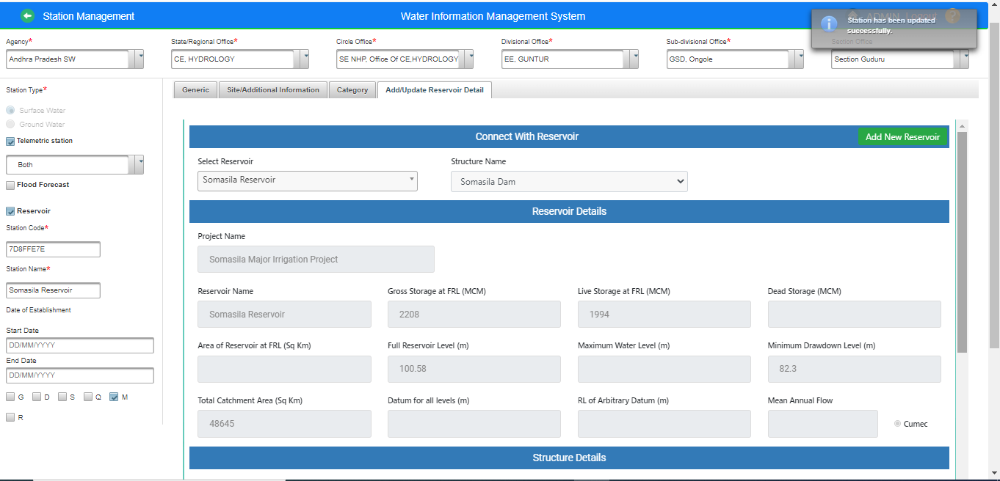 Station Management
Water Information Management System
ADMIN Logout ?
Station has been updated
successfully.
Agency*
State/Regional Office*
Circle Office*
Divisional Office*
Sub-divisional Office*
Section Office
Andhra Pradesh SW
CE, HYDROLOGY
SE NHP, Office Of CE,HYDROLOGY
EE, GUNTUR
GSD, Ongole
Section Guduru
Station Type*
Surface Water
Ground Water
Telemetric station
Both
Flood Forecast
Reservoir
Station Code*
7D8FFE7E
Station Name*
Somasila Reservoir
Date of Establishment
Start Date
DD/MM/YYYY
End Date
DD/MM/YYYY
G D S Q M
R
Generic
Site/Additional Information
Category
Add/Update Reservoir Detail
Connect With Reservoir
Add New Reservoir
Select Reservoir
Structure Name
Somasila Reservoir
Somasila Dam
Reservoir Details
Project Name
Somasila Major Irrigation Project
Reservoir Name
Gross Storage at FRL (MCM)
Live Storage at FRL (MCM)
Dead Storage (MCM)
Somasila Reservoir
2208
1994
Area of Reservoir at FRL (Sq Km)
Full Reservoir Level (m)
Maximum Water Level (m)
Minimum Drawdown Level (m)
100.58
82.3
Total Catchment Area (Sq Km)
Datum for all levels (m)
RL of Arbitrary Datum (m)
Mean Annual Flow
48645
Cumec
Structure Details